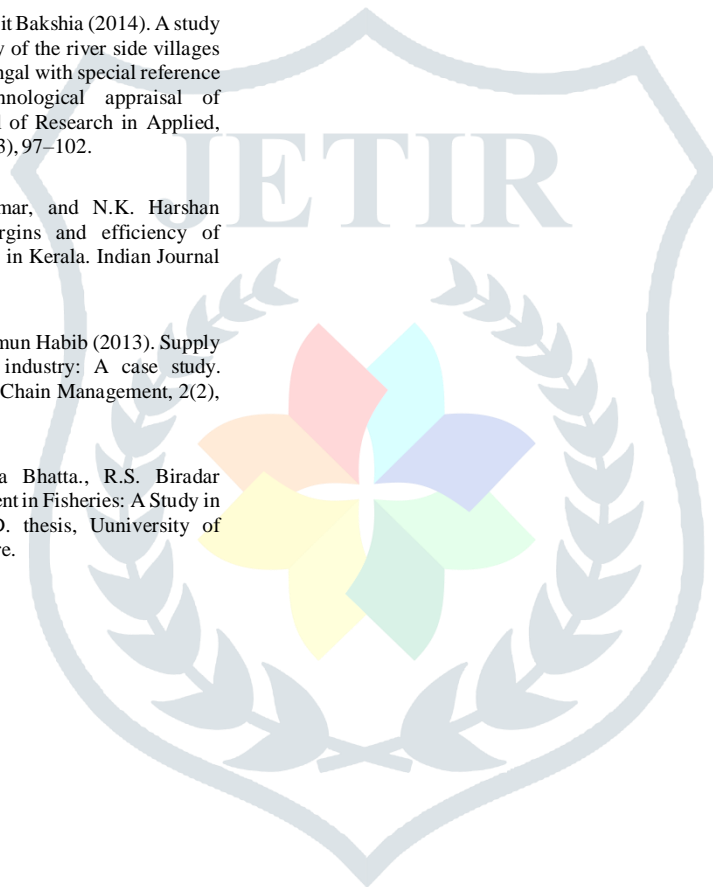 it Bakshia (2014). A study
y of the river side villages
ngal with special reference
hnological appraisal of
l of Research in Applied,
3), 97–102.
mar, and N.K. Harshan
rgins and efficiency of
in Kerala. Indian Journal
mun Habib (2013). Supply
industry: A case study.
Chain Management, 2(2),
a Bhatta., R.S. Biradar
ent in Fisheries: A Study in
D. thesis, Uuniversity of
re.
JETIR